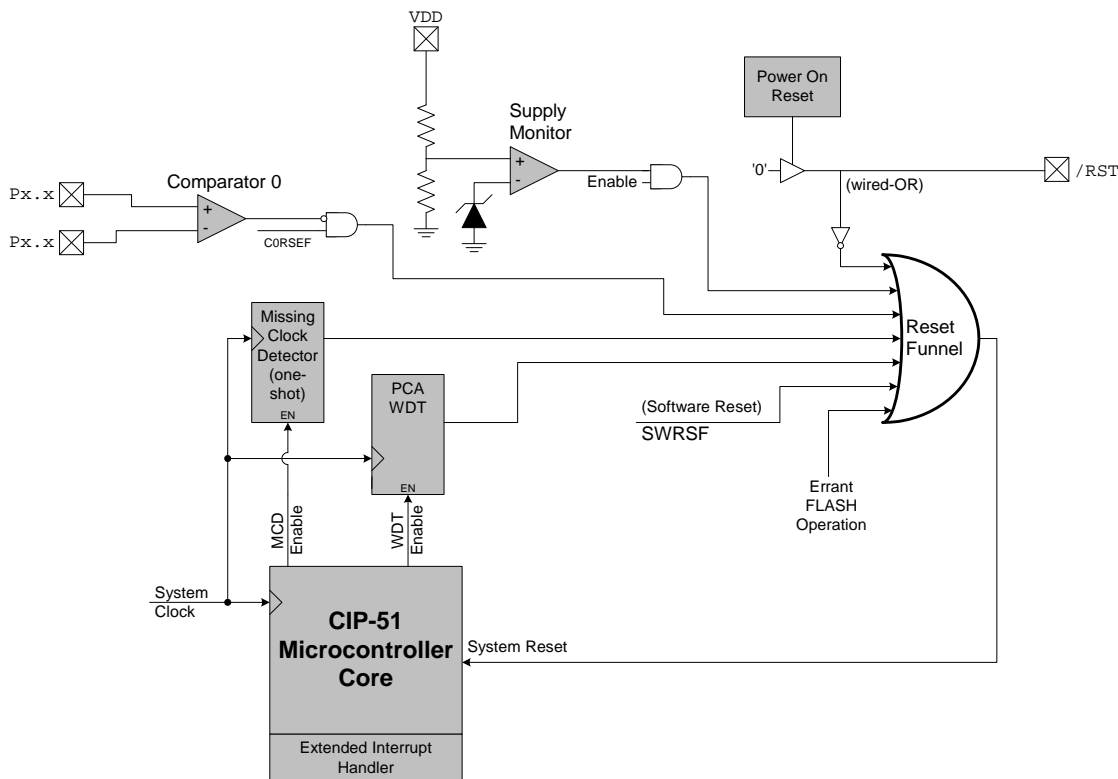 VDD
Power On
Reset
Supply
Monitor
+
-
Enable
'0'
/RST
(wired-OR)
Comparator 0
Px.x
+
-
Px.x
C0RSEF
Missing
Clock
Detector
(one-
shot)
EN
PCA
WDT
EN
Reset
Funnel
(Software Reset)
SWRSF
Errant
FLASH
Operation
MCD
Enable
WDT
Enable
System
Clock
CIP-51
Microcontroller
Core
System Reset
Extended Interrupt
Handler